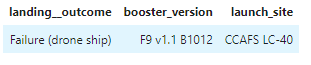 landing__outcome booster_version launch_site
Failure (drone ship) F9 v1.1 B1012 CCAFS LC-40